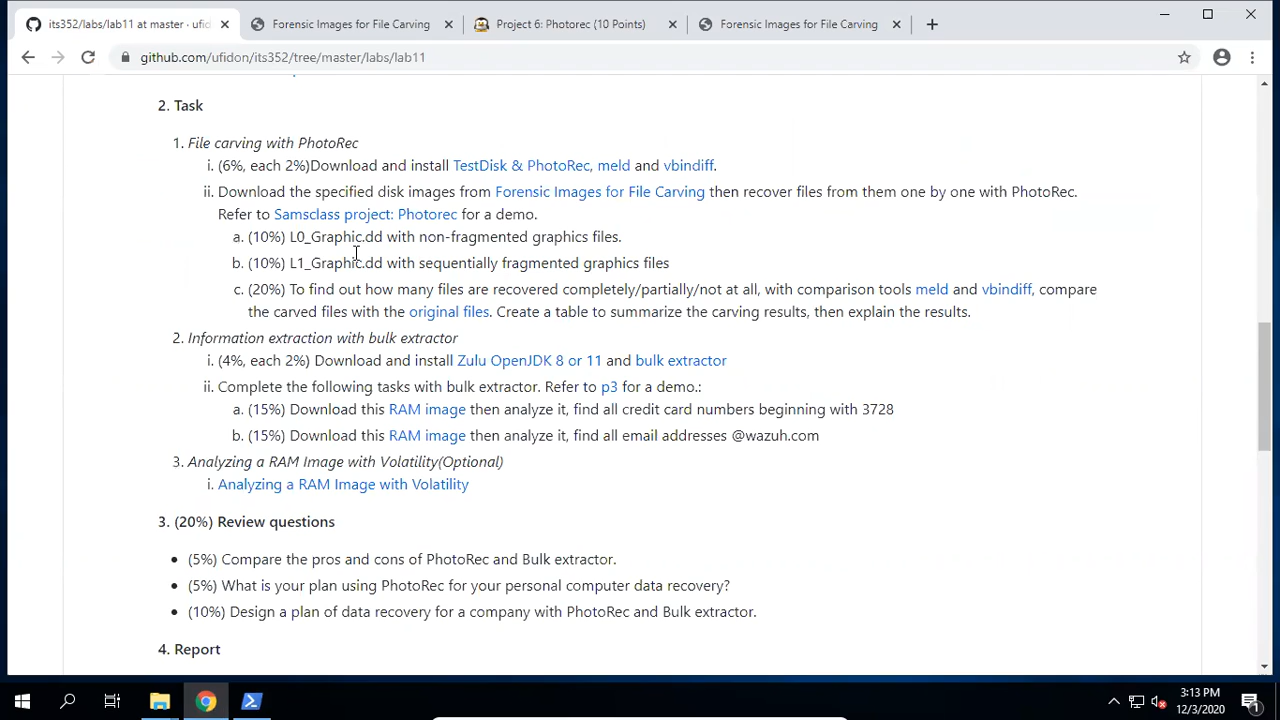 its352/labs/lab11 at master · ufid
Forensic Images for File Carving
Project 6: Photorec (10 Points)
Forensic Images for File Carving
github.com/ufidon/its352/tree/master/labs/lab11
2. Task
1. File carving with PhotoRec
i. (6%, each 2%)Download and install TestDisk & PhotoRec, meld and vbindiff.
ii. Download the specified disk images from Forensic Images for File Carving then recover files from them one by one with PhotoRec.
Refer to Samsclass project: Photorec for a demo.
a. (10%) L0_Graphic.dd with non-fragmented graphics files.
b. (10%) L1_Graphic.dd with sequentially fragmented graphics files
c. (20%) To find out how many files are recovered completely/partially/not at all, with comparison tools meld and vbindiff, compare
the carved files with the original files. Create a table to summarize the carving results, then explain the results.
2. Information extraction with bulk extractor
i. (4%, each 2%) Download and install Zulu OpenJDK 8 or 11 and bulk extractor
ii. Complete the following tasks with bulk extractor. Refer to p3 for a demo.:
a. (15%) Download this RAM image then analyze it, find all credit card numbers beginning with 3728
b. (15%) Download this RAM image then analyze it, find all email addresses @wazuh.com
3. Analyzing a RAM Image with Volatility(Optional)
i. Analyzing a RAM Image with Volatility
3. (20%) Review questions
• (5%) Compare the pros and cons of PhotoRec and Bulk extractor.
• (5%) What is your plan using PhotoRec for your personal computer data recovery?
• (10%) Design a plan of data recovery for a company with PhotoRec and Bulk extractor.
4. Report
3:13 PM
12/3/2020
1